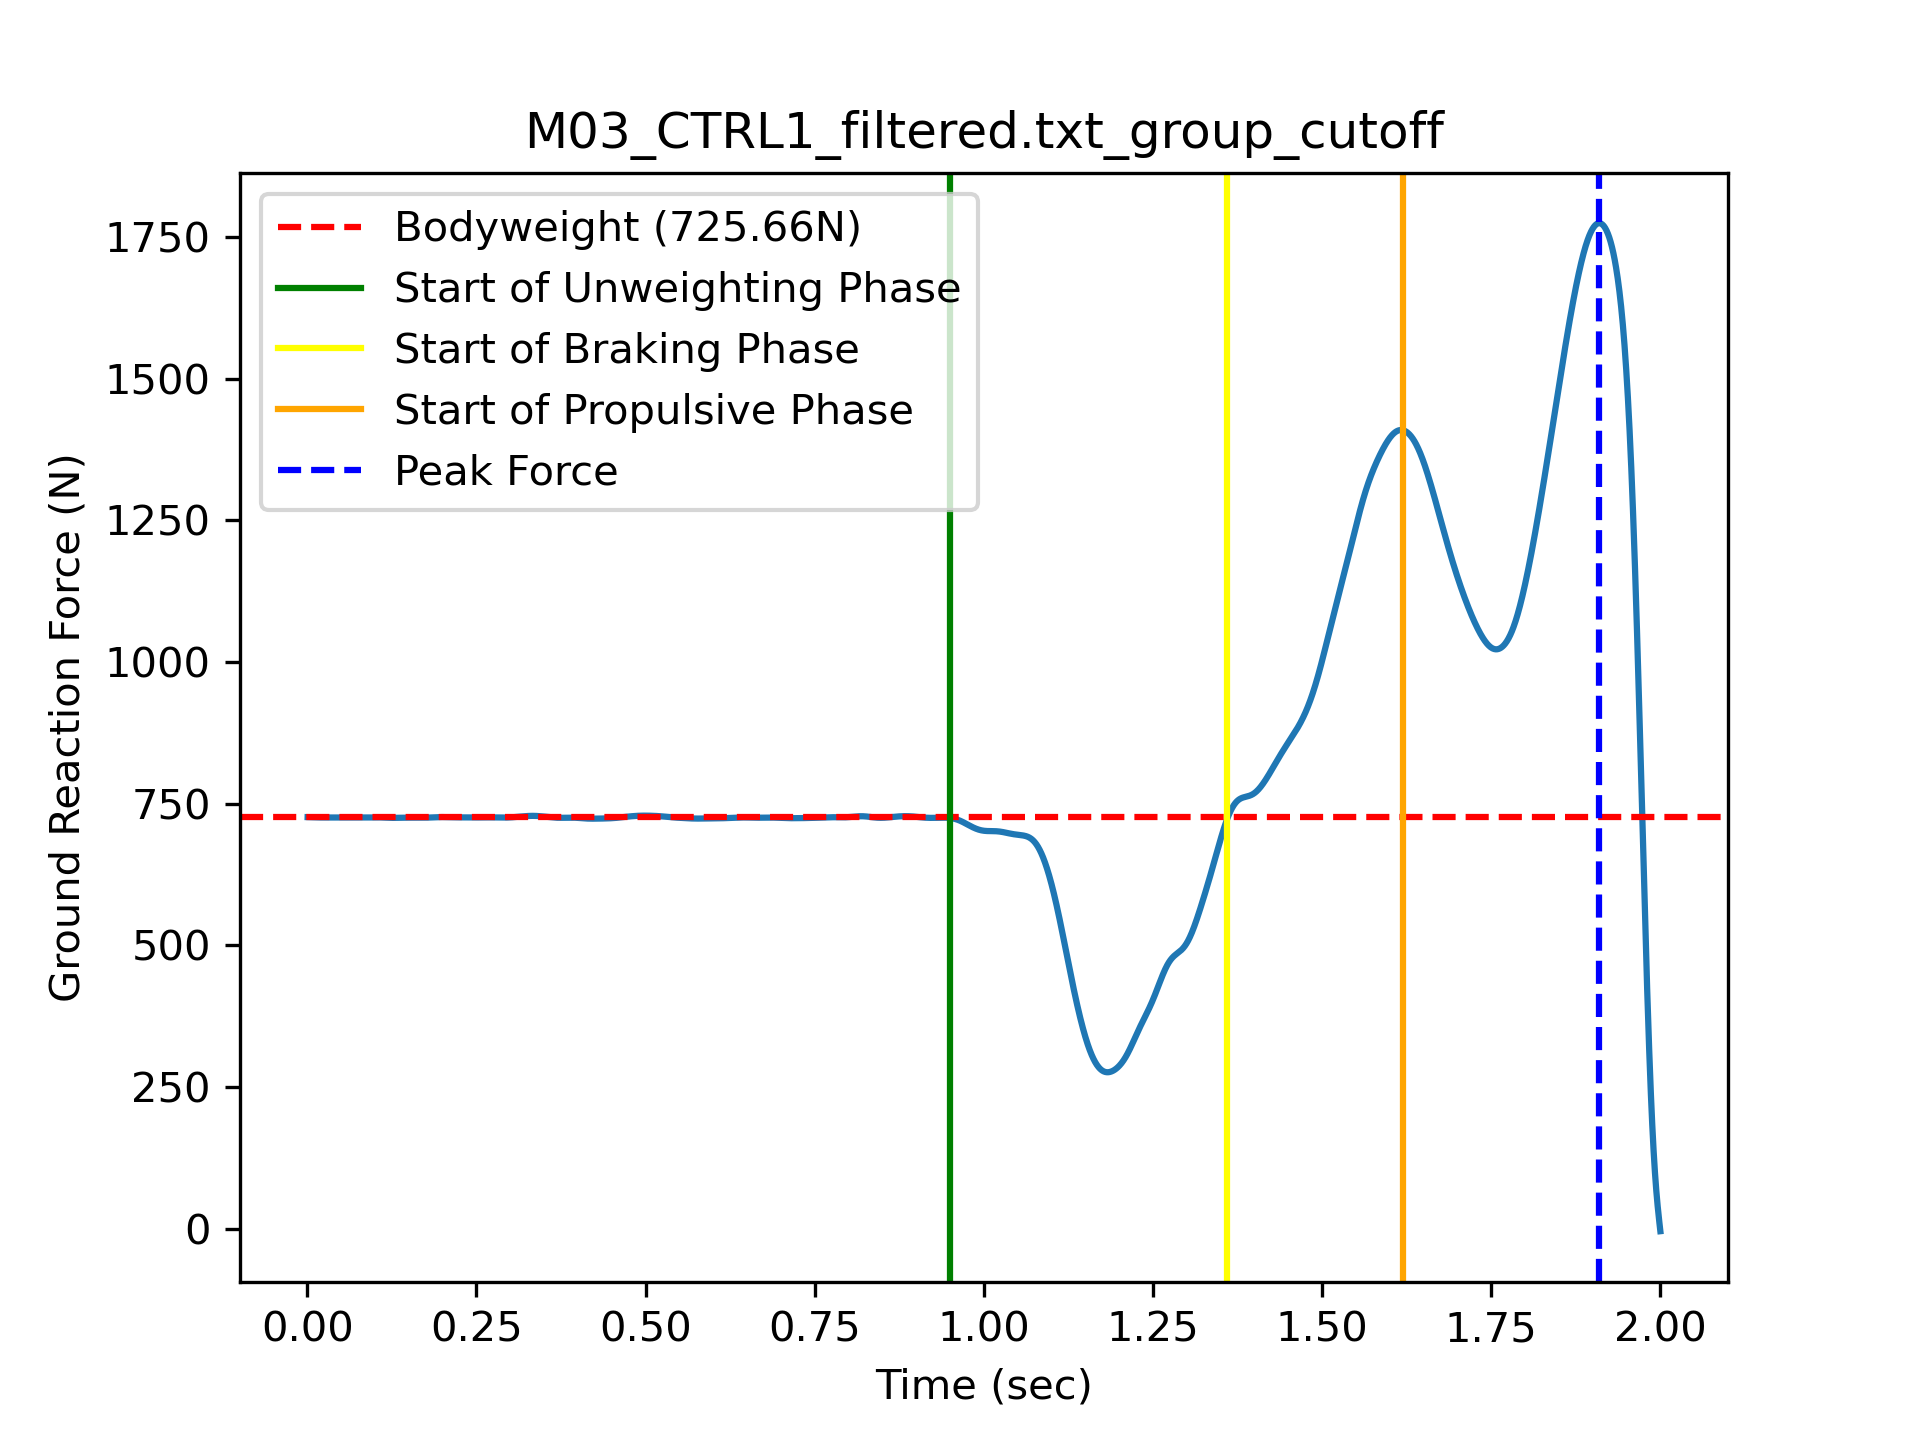 M03_CTRL1_filtered.txt_group_cutoff
Bodyweight (725.66N)
Start of Unweighting Phase
Start of Braking Phase
Start of Propulsive Phase
Peak Force
Ground Reaction Force (N)
1750
1500
1250
1000
750
500
250
0
0.00 0.25 0.50 0.75 1.00 1.25 1.50 1.75 2.00
Time (sec)